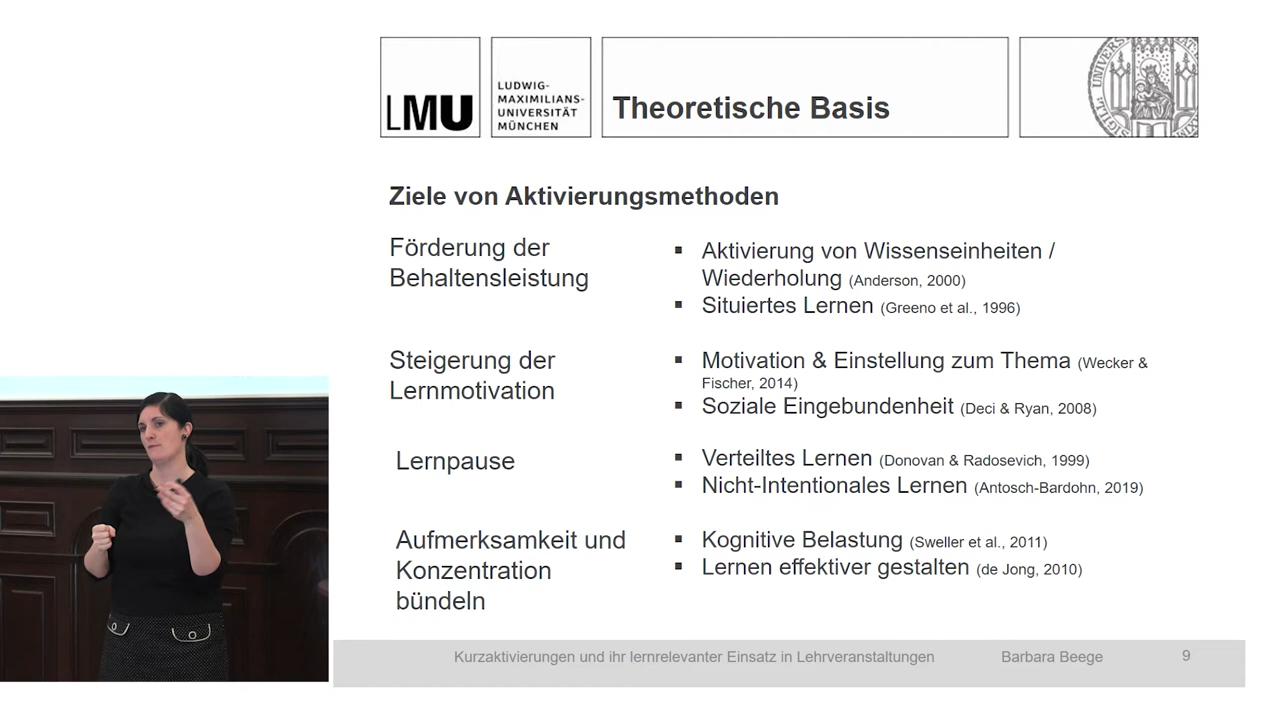 LMU
LUDWIG-
MAXIMILIANS-
UNIVERSITÄT
MÜNCHEN
Theoretische Basis
Ziele von Aktivierungsmethoden
Förderung der
Behaltensleistung
▪ Aktivierung von Wissenseinheiten /
Wiederholung (Anderson, 2000)
▪ Situiertes Lernen (Greeno et al., 1996)
Steigerung der
Lernmotivation
▪ Motivation & Einstellung zum Thema (Wecker &
Fischer, 2014)
▪ Soziale Eingebundenheit (Deci & Ryan, 2008)
Lernpause
▪ Verteiltes Lernen (Donovan & Radosevich, 1999)
▪ Nicht-Intentionales Lernen (Antosch-Bardohn, 2019)
Aufmerksamkeit und
Konzentration
bündeln
▪ Kognitive Belastung (Sweller et al., 2011)
▪ Lernen effektiver gestalten (de Jong, 2010)
Kurzaktivierungen und ihr lernrelevanter Einsatz in Lehrveranstaltungen Barbara Beege 9